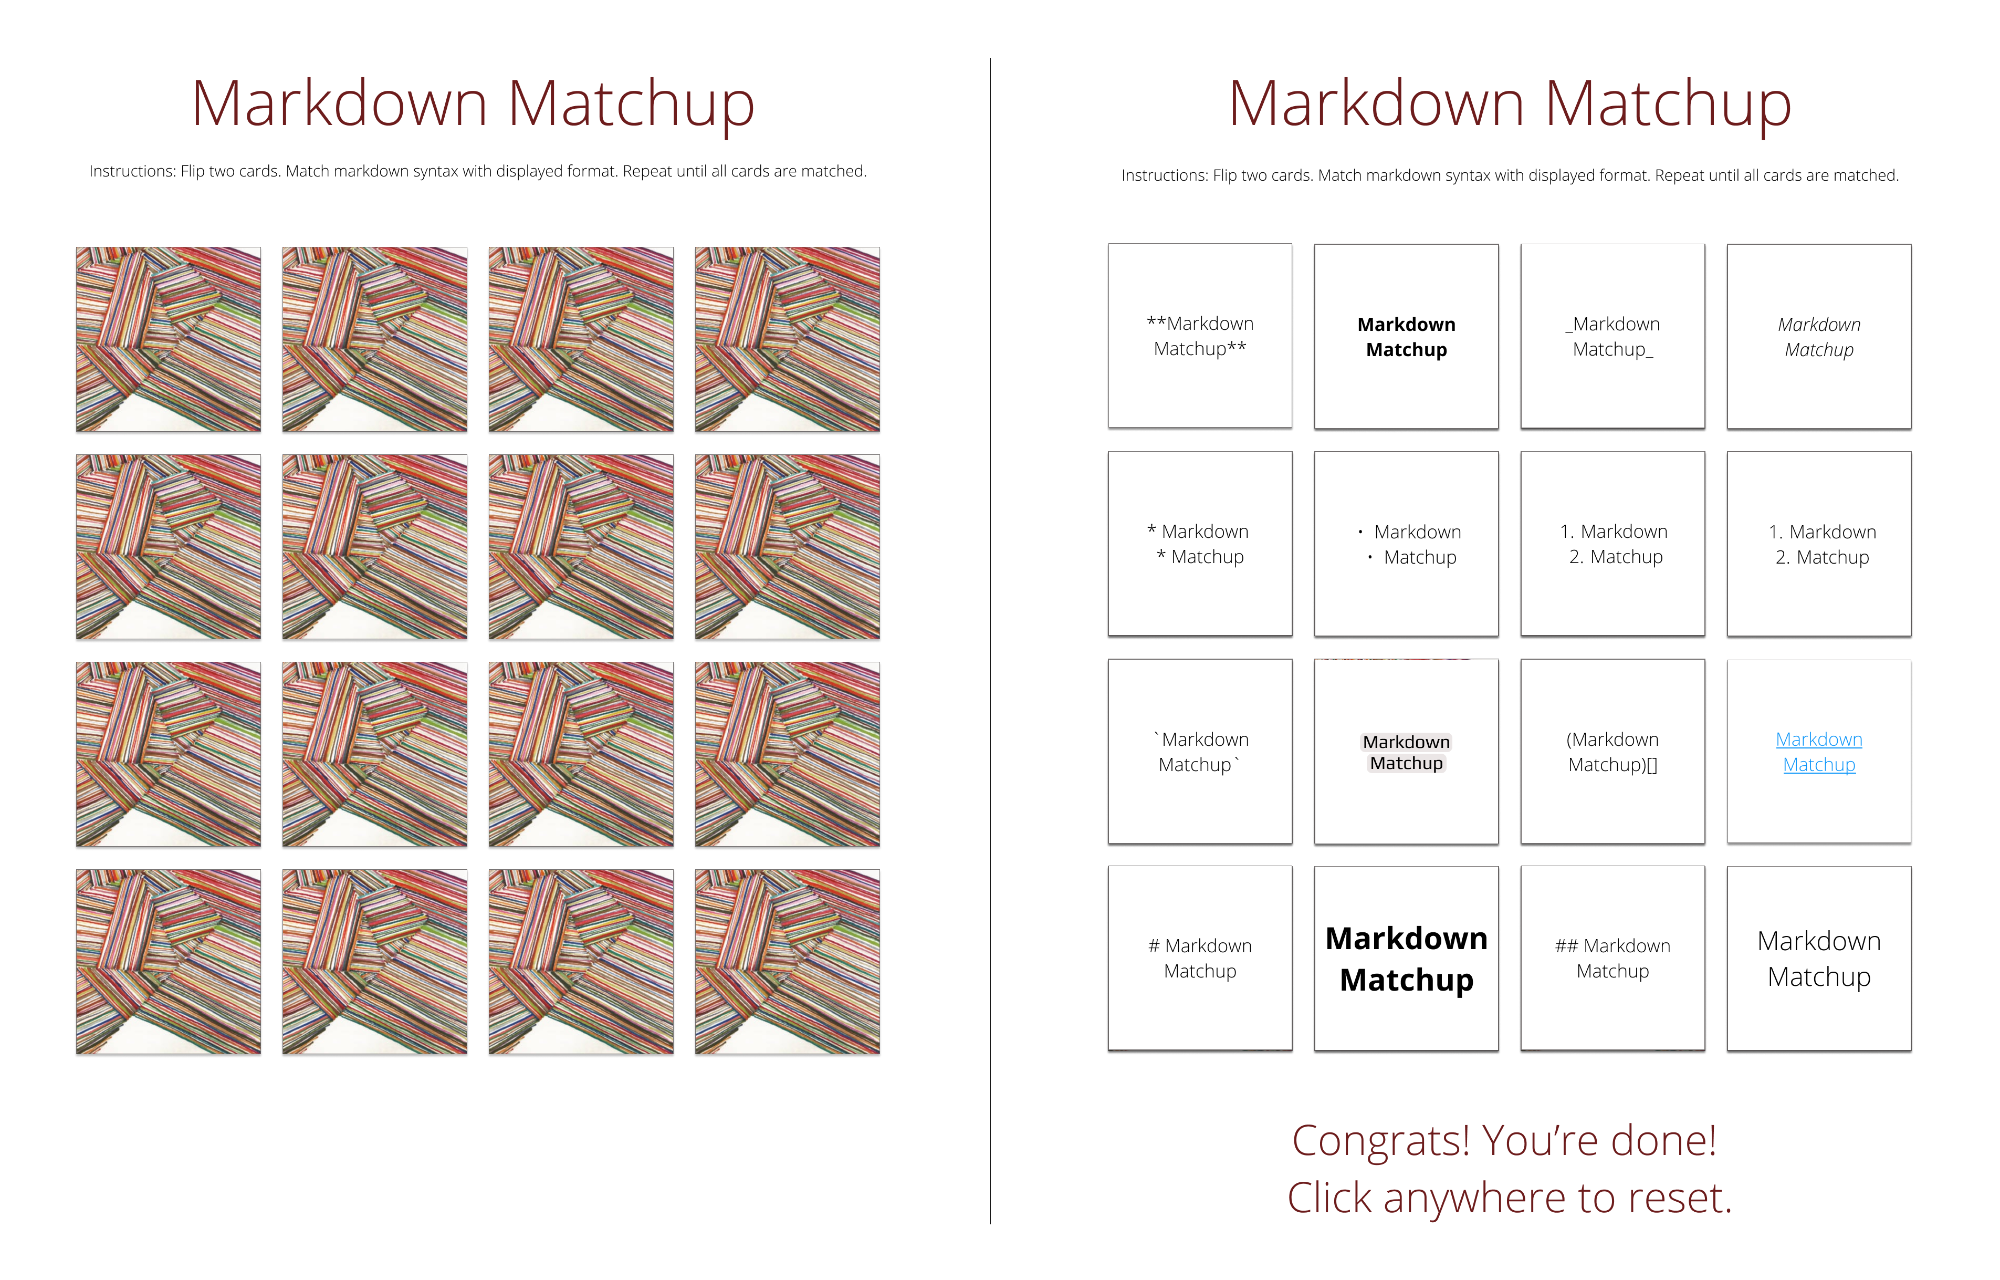 Markdown Matchup
Instructions: Flip two cards. Match markdown syntax with displayed format. Repeat until all cards are matched.
Markdown Matchup
Instructions: Flip two cards. Match markdown syntax with displayed format. Repeat until all cards are matched.
**Markdown
Matchup**
Markdown
Matchup
_Markdown
Matchup_
Markdown
Matchup
* Markdown
* Matchup
• Markdown
• Matchup
1. Markdown
2. Matchup
1. Markdown
2. Matchup
`Markdown
Matchup`
Markdown
Matchup
(Markdown
Matchup)[]
Markdown
Matchup
# Markdown
Matchup
Markdown
Matchup
## Markdown
Matchup
Markdown
Matchup
Congrats! You’re done!
Click anywhere to reset.